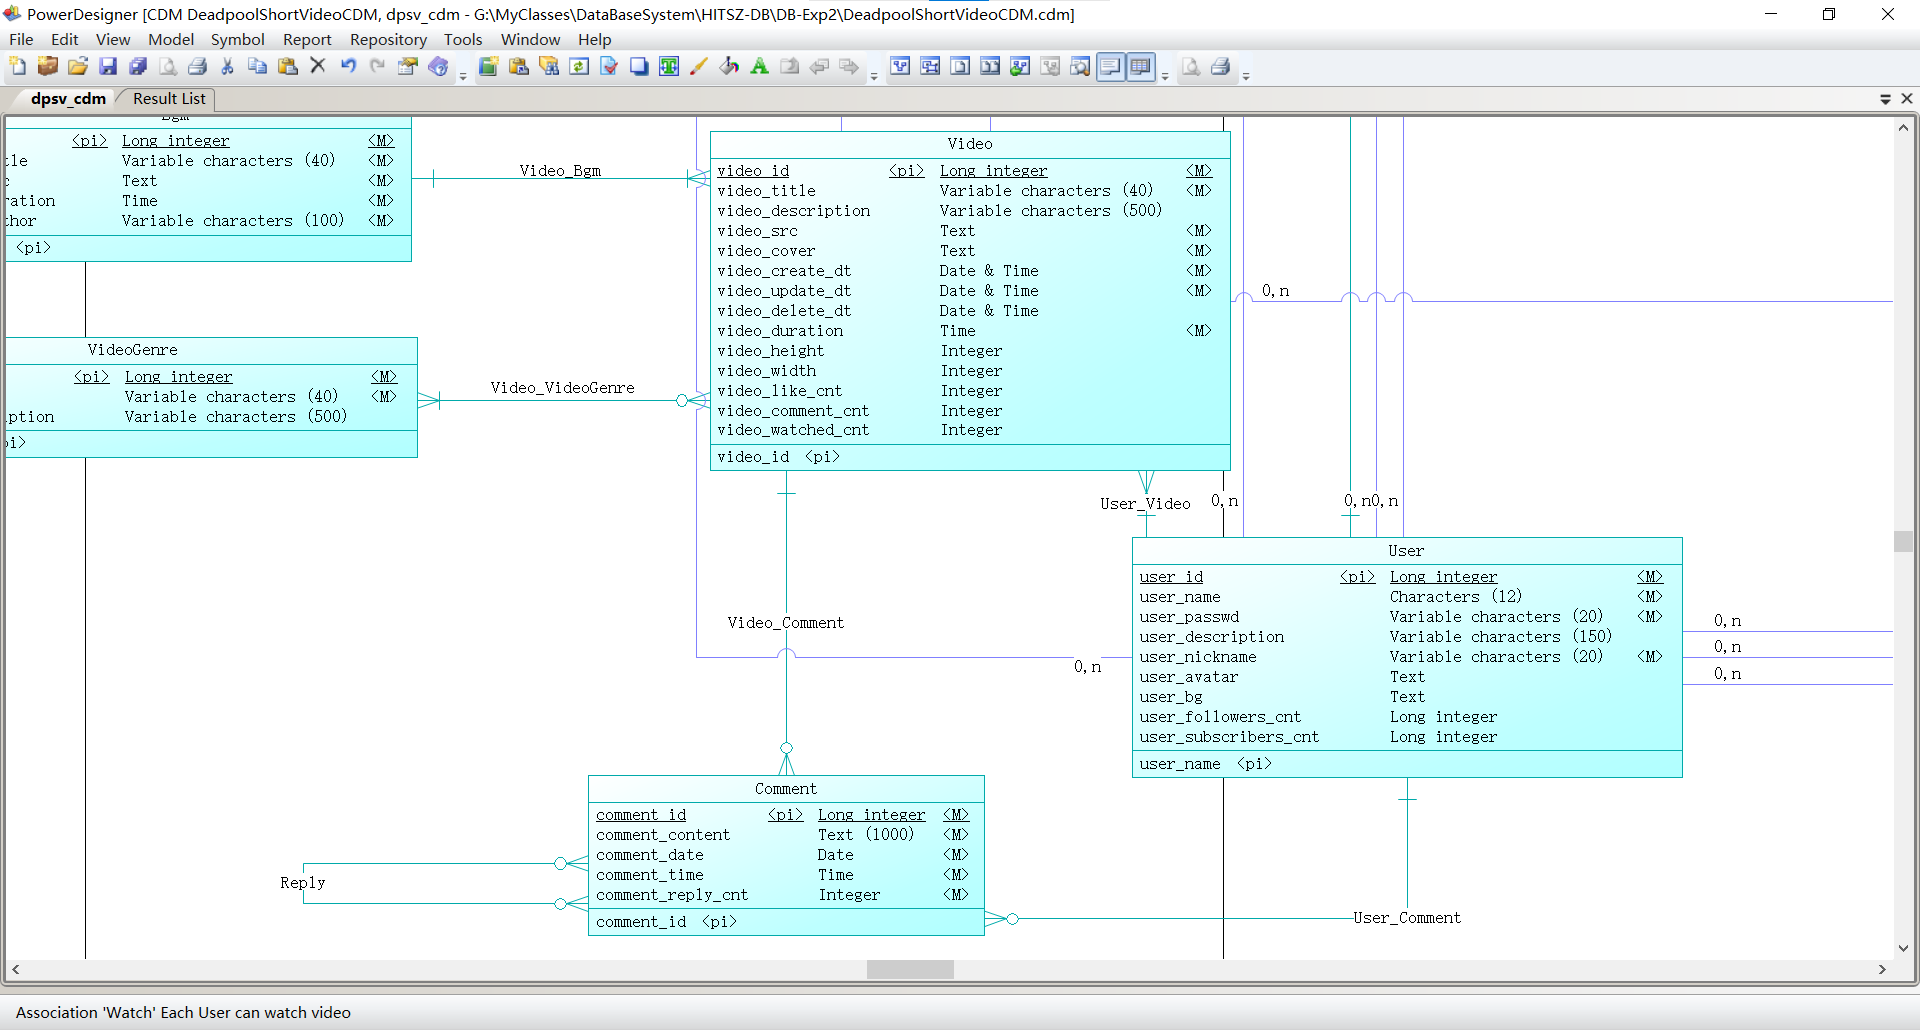 PowerDesigner [CDM DeadpoolShortVideoCDM, dpsv_cdm - G:\MyClasses\DataBaseSystem\HITSZ-DB\DB-Exp2\DeadpoolShortVideoCDM.cdm]
File Edit View Model Symbol Report Repository Tools Window Help
dpsv_cdm Result List
Bgm
<pi> Long integer <M>
tle Variable characters (40) <M>
c Text <M>
ration Time <M>
thor Variable characters (100) <M>
<pi>
Video_Bgm
Video
video_id <pi> Long integer <M>
video_title Variable characters (40) <M>
video_description Variable characters (500)
video_src Text <M>
video_cover Text <M>
video_create_dt Date & Time <M>
video_update_dt Date & Time <M>
video_delete_dt Date & Time
video_duration Time <M>
video_height Integer
video_width Integer
video_like_cnt Integer
video_comment_cnt Integer
video_watched_cnt Integer
video_id <pi>
0,n
VideoGenre
<pi> Long integer <M>
Variable characters (40) <M>
iption Variable characters (500)
pi>
Video_VideoGenre
User_Video
0,n
0,n
0,n
User
user_id <pi> Long integer <M>
user_name Characters (12) <M>
user_passwd Variable characters (20) <M>
user_description Variable characters (150)
user_nickname Variable characters (20) <M>
user_avatar Text
user_bg Text
user_followers_cnt Long integer
user_subscribers_cnt Long integer
user_name <pi>
0,n
0,n
0,n
Video_Comment
0,n
Comment
comment_id <pi> Long integer <M>
comment_content Text (1000) <M>
comment_date Date <M>
comment_time Time <M>
comment_reply_cnt Integer <M>
comment_id <pi>
Reply
User_Comment
Association 'Watch' Each User can watch video